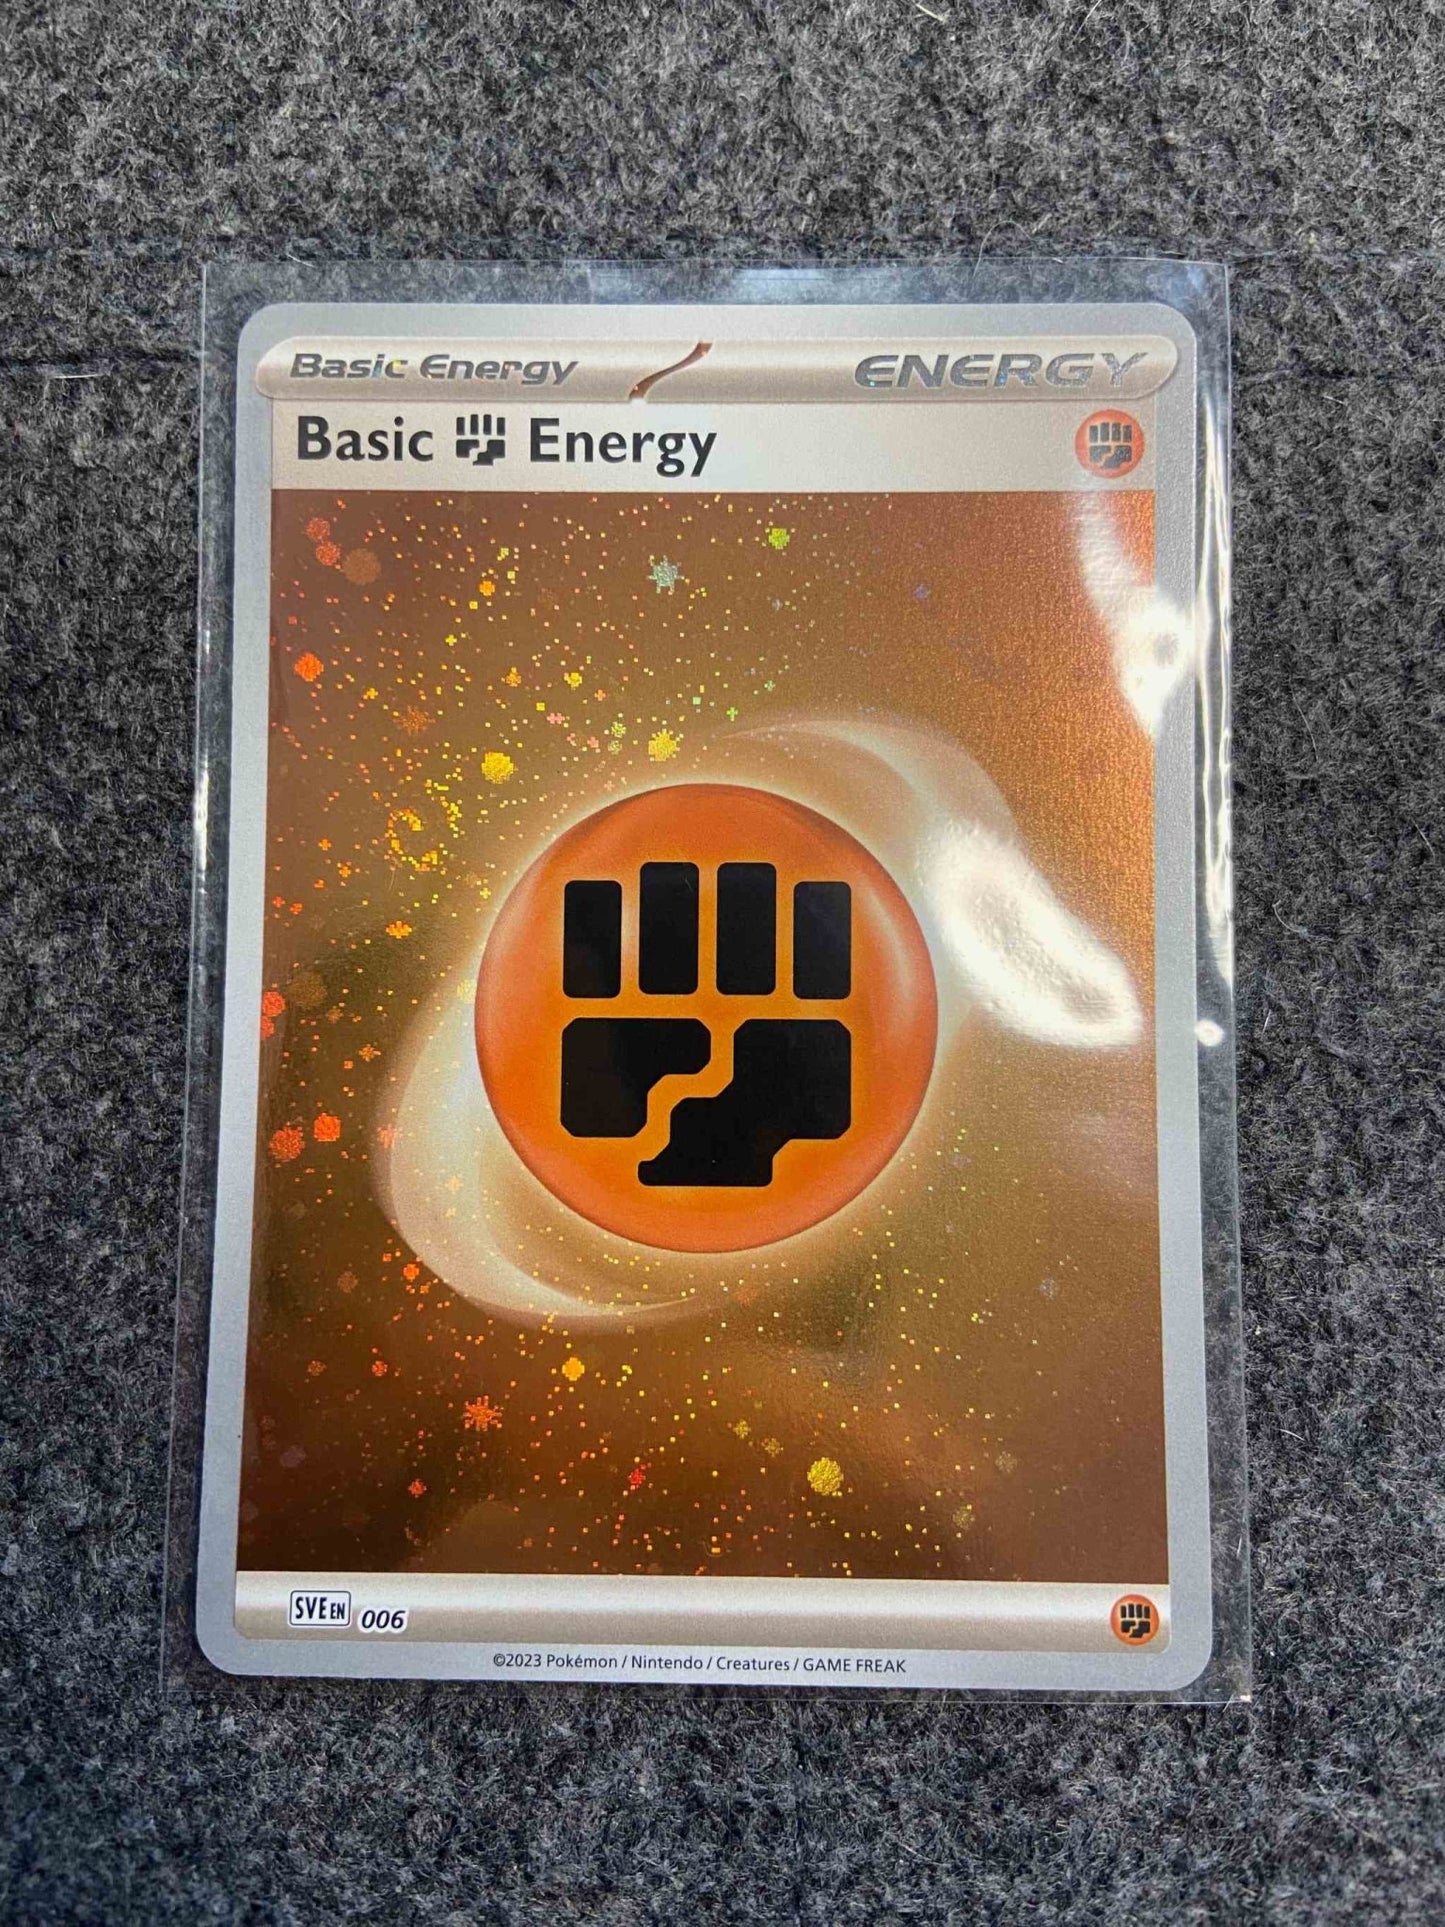 Basic Energy ENERGY
Basic Energy
SVE EN 006
©2023 Pokémon / Nintendo / Creatures / GAME FREAK